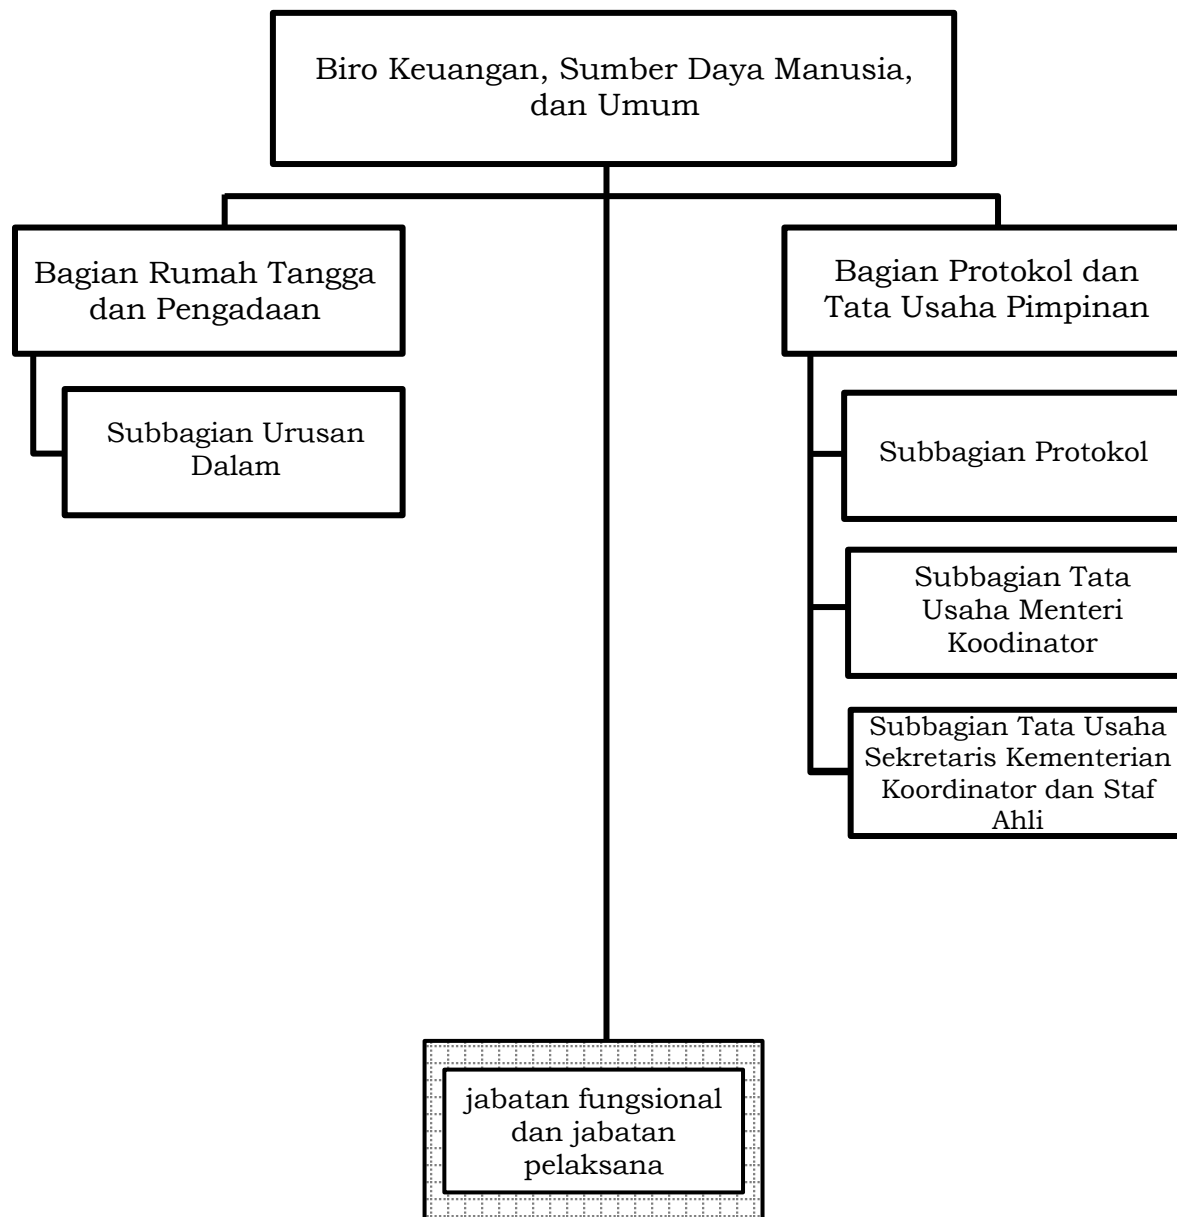 Biro Keuangan, Sumber Daya Manusia,
dan Umum
Bagian Rumah Tangga
dan Pengadaan
Subbagian Urusan
Dalam
Bagian Protokol dan
Tata Usaha Pimpinan
Subbagian Protokol
Subbagian Tata
Usaha Menteri
Koodinator
Subbagian Tata Usaha
Sekretaris Kementerian
Koordinator dan Staf
Ahli
jabatan fungsional
dan jabatan
pelaksana